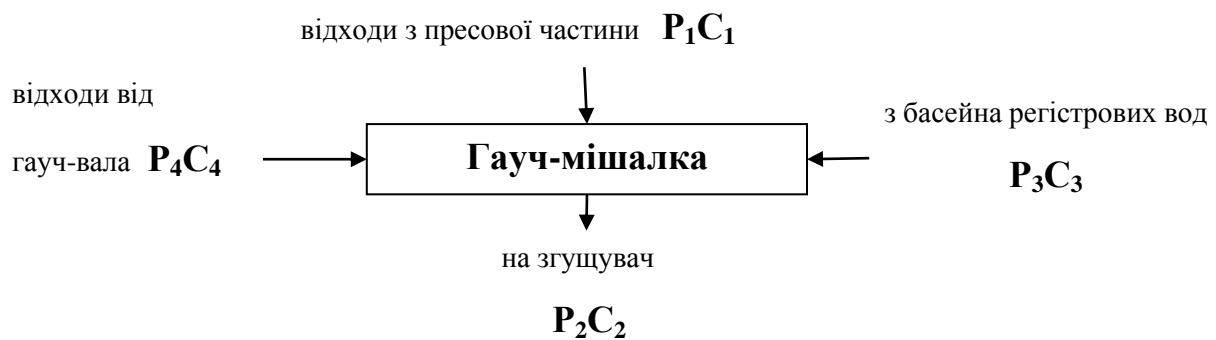 відходи з пресової частини P₁C₁
відходи від
гауч-вала P₄C₄
Гауч-мішалка
з басейна регістрових вод
P₃C₃
на згущувач
P₂C₂